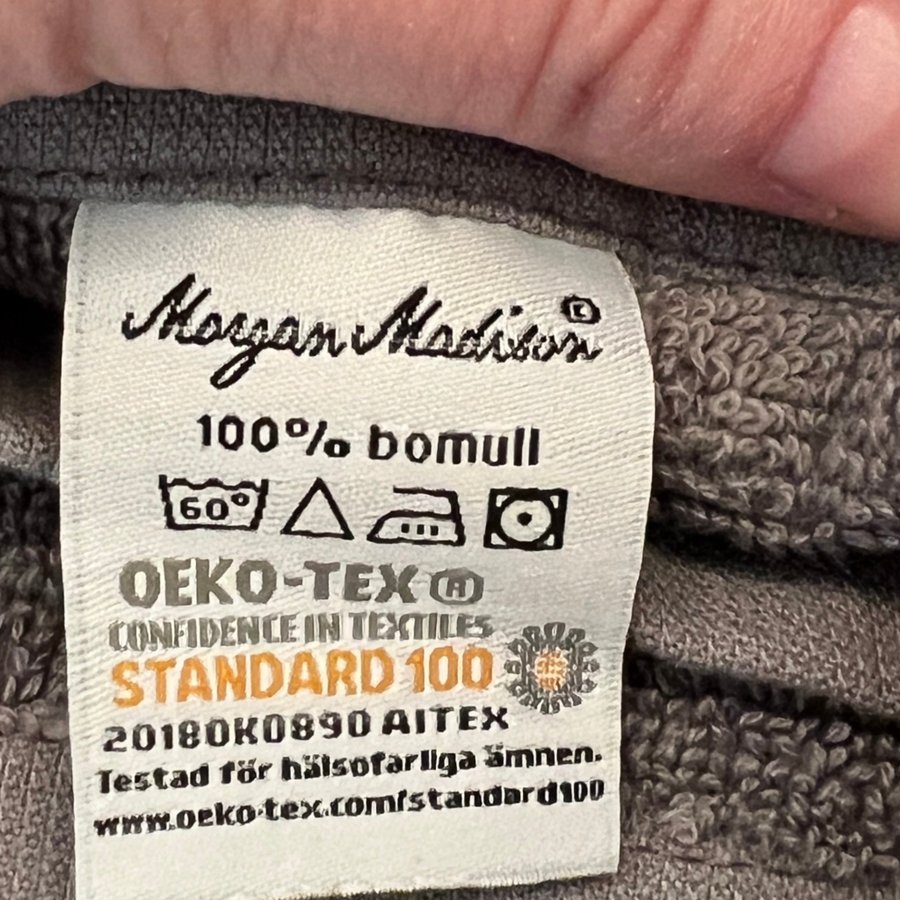 Morgan Madison®
100% bomull
60°
OEKO-TEX®
CONFIDENCE IN TEXTILES
STANDARD 100
2018OK0890 AITEX
Testad för hälsofarliga ämnen.
www.oeko-tex.com/standard100